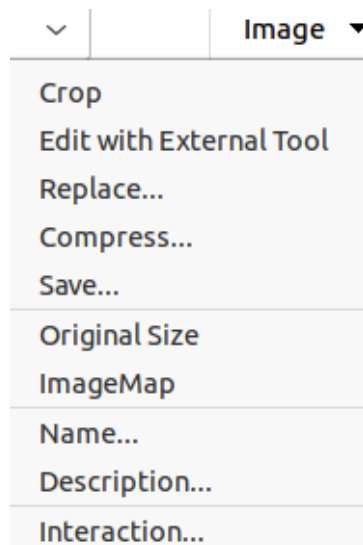 Image
Crop
Edit with External Tool
Replace...
Compress...
Save...
Original Size
ImageMap
Name...
Description...
Interaction...